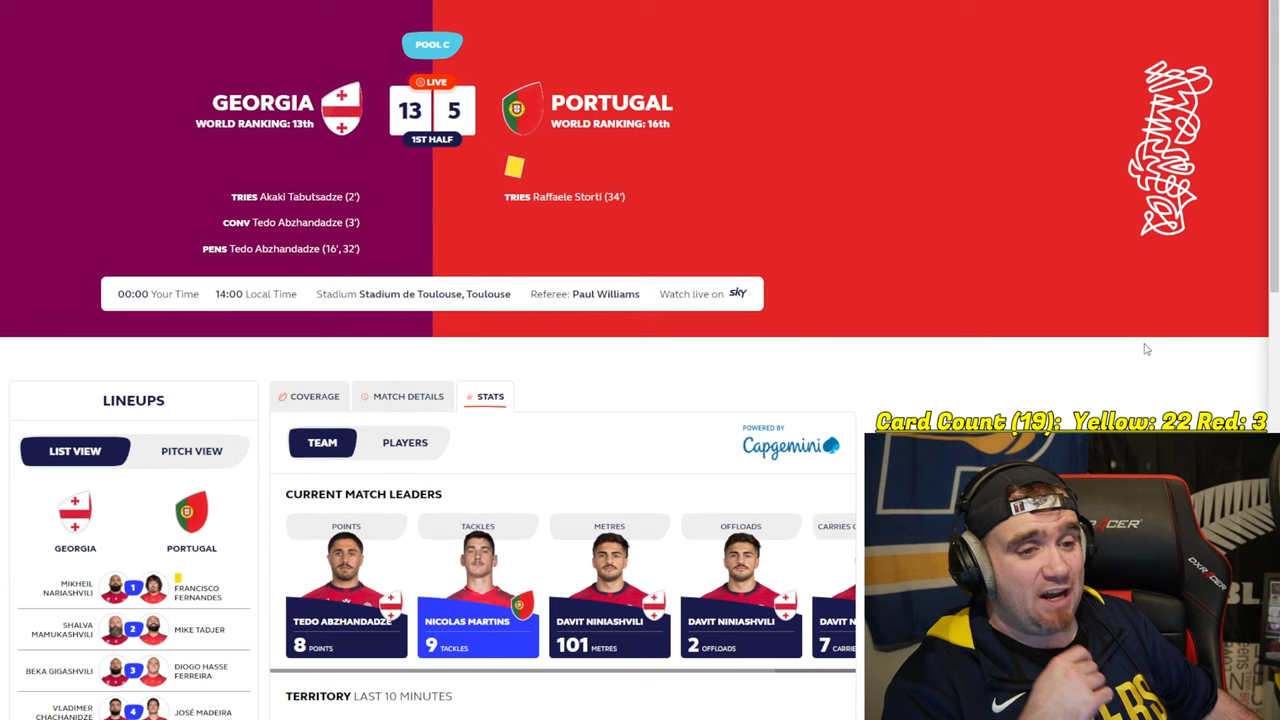 POOL C
LIVE
GEORGIA
13 5
PORTUGAL
WORLD RANKING: 13th
WORLD RANKING: 16th
1ST HALF
TRIES Akaki Tabutsadze (2')
TRIES Raffaele Storti (34')
CONV Tedo Abzhandadze (3')
PENS Tedo Abzhandadze (16', 32')
00:00 Your Time 14:00 Local Time Stadium Stadium de Toulouse, Toulouse Referee: Paul Williams Watch live on sky
LINEUPS
COVERAGE MATCH DETAILS STATS
Card Count (19): Yellow: 22 Red: 3
LIST VIEW PITCH VIEW
TEAM PLAYERS
POWERED BY
Capgemini
CURRENT MATCH LEADERS
GEORGIA PORTUGAL
POINTS TACKLES METRES OFFLOADS CARRIES
TEDO ABZHANDADZE
8 POINTS
NICOLAS MARTINS
9 TACKLES
DAVIT NINIASHVILI
101 METRES
DAVIT NINIASHVILI
2 OFFLOADS
DAVIT N
7 CARRIE
MIKHEIL
NARIASHVILI
1
FRANCISCO
FERNANDES
SHALVA
MAMUKASHVILI
2
MIKE TADJER
BEKA GIGASHVILI
3
DIOGO HASSE
FERREIRA
VLADIMER
CHACHANIDZE
4
JOSÉ MADEIRA
TERRITORY LAST 10 MINUTES
DXRACER